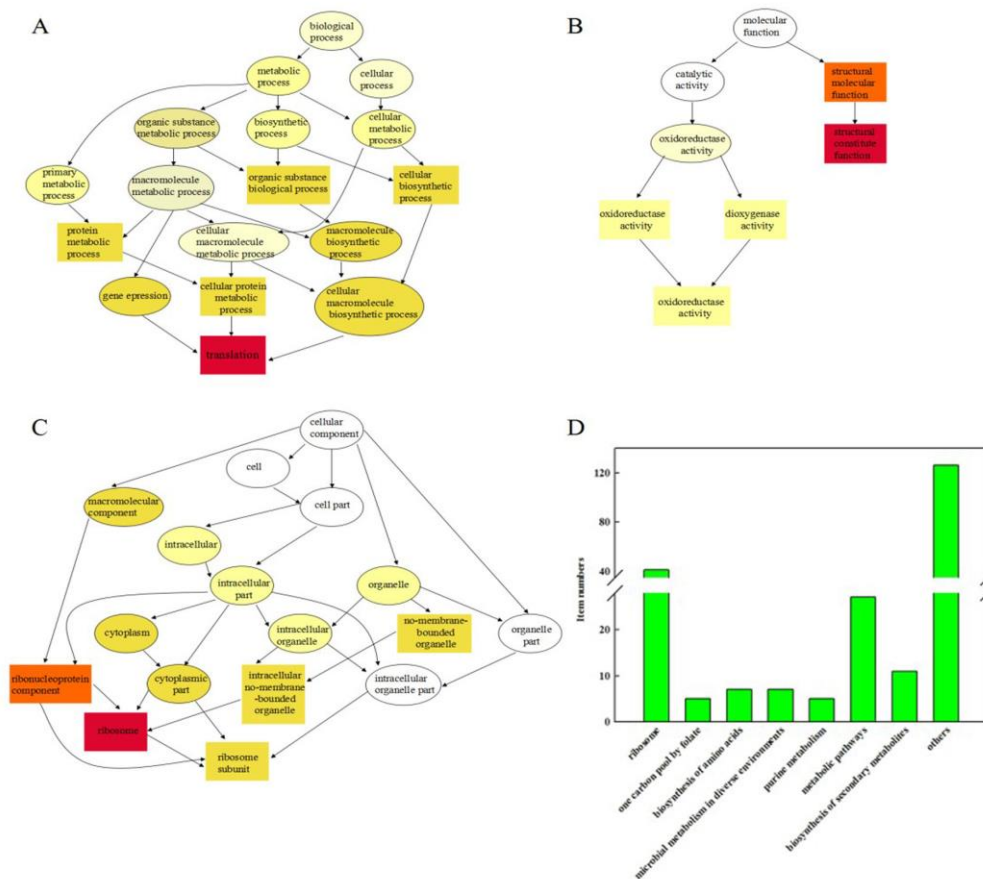 A
biological
process
metabolic
process
cellular
process
organic substance
metabolic process
biosynthetic
process
cellular
metabolic process
primary
metabolic
process
macromolecule
metabolic process
organic substance
biological process
cellular
biosynthetic
process
protein
metabolic
process
cellular
macromolecule
metabolic process
macromolecule
biosynthetic
process
gene epression
cellular protein
metabolic
process
cellular
macromolecule
biosynthetic process
translation
B
molecular
function
catalytic
activity
structural
molecular
function
oxidoreductase
activity
structural
constitute
function
oxidoreductase
activity
dioxygenase
activity
oxidoreductase
activity
C
cellular
component
cell
macromolecular
component
cell part
intracellular
intracellular
part
organelle
cytoplasm
intracellular
organelle
no-membrane-
bounded
organelle
organelle
part
ribonucleoprotein
component
cytoplasmic
part
intracellular
no-membrane
-bounded
organelle
intracellular
organelle part
ribosome
ribosome
subunit
D
Item numbers
120
80
40
20
10
0
ribosome
one carbon pool by folate
biosynthesis of amino acids
microbial metabolism in diverse environments
purine metabolism
metabolic pathways
biosynthesis of secondary metabolites
others